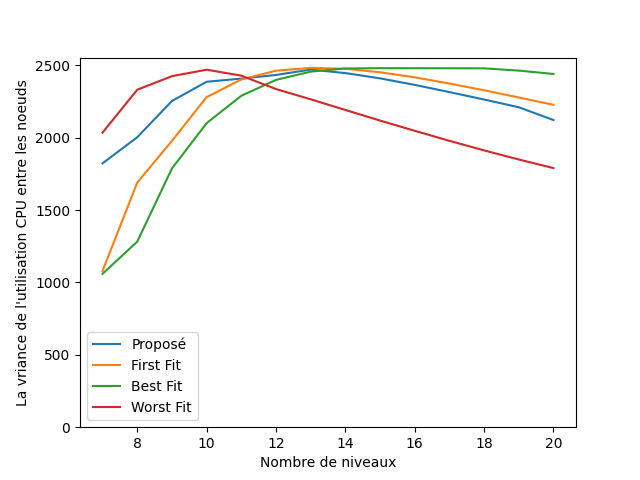 La vriance de l'utilisation CPU entre les noeuds
2500
2000
1500
1000
500
0
8
10
12
14
16
18
20
Nombre de niveaux
Proposé
First Fit
Best Fit
Worst Fit